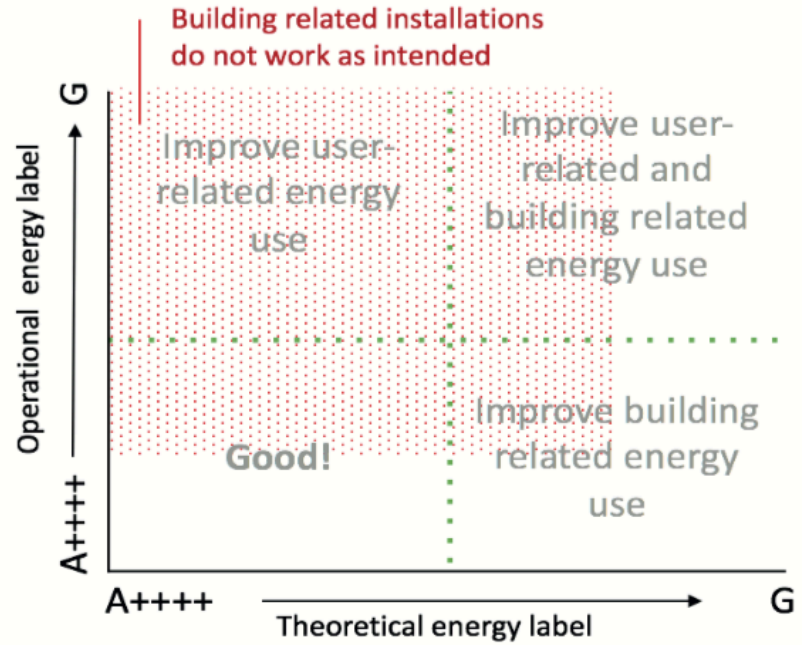 Building related installations
do not work as intended
G
Improve user-
related energy
use
Improve user-
related and
building related
energy use
Operational energy label
Good!
Improve building
related energy
use
A++++
A++++
G
Theoretical energy label